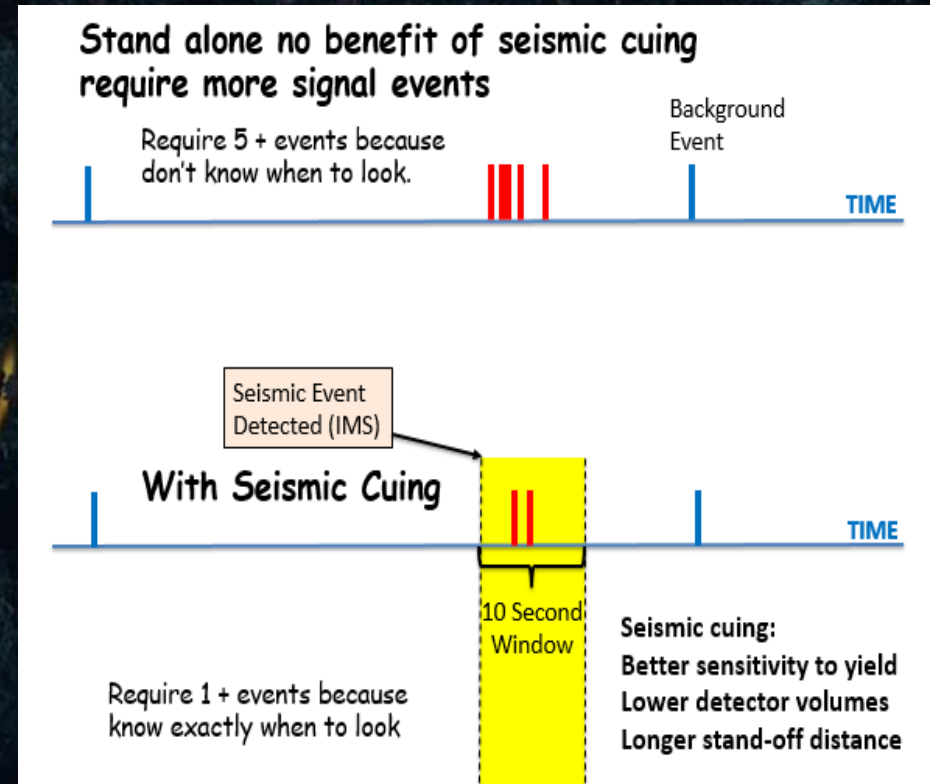 Stand alone no benefit of seismic cuing
require more signal events
Require 5 + events because
don't know when to look.
Background
Event
TIME
Seismic Event
Detected (IMS)
With Seismic Cuing
TIME
10 Second
Window
Require 1 + events because
know exactly when to look
Seismic cuing:
Better sensitivity to yield
Lower detector volumes
Longer stand-off distance